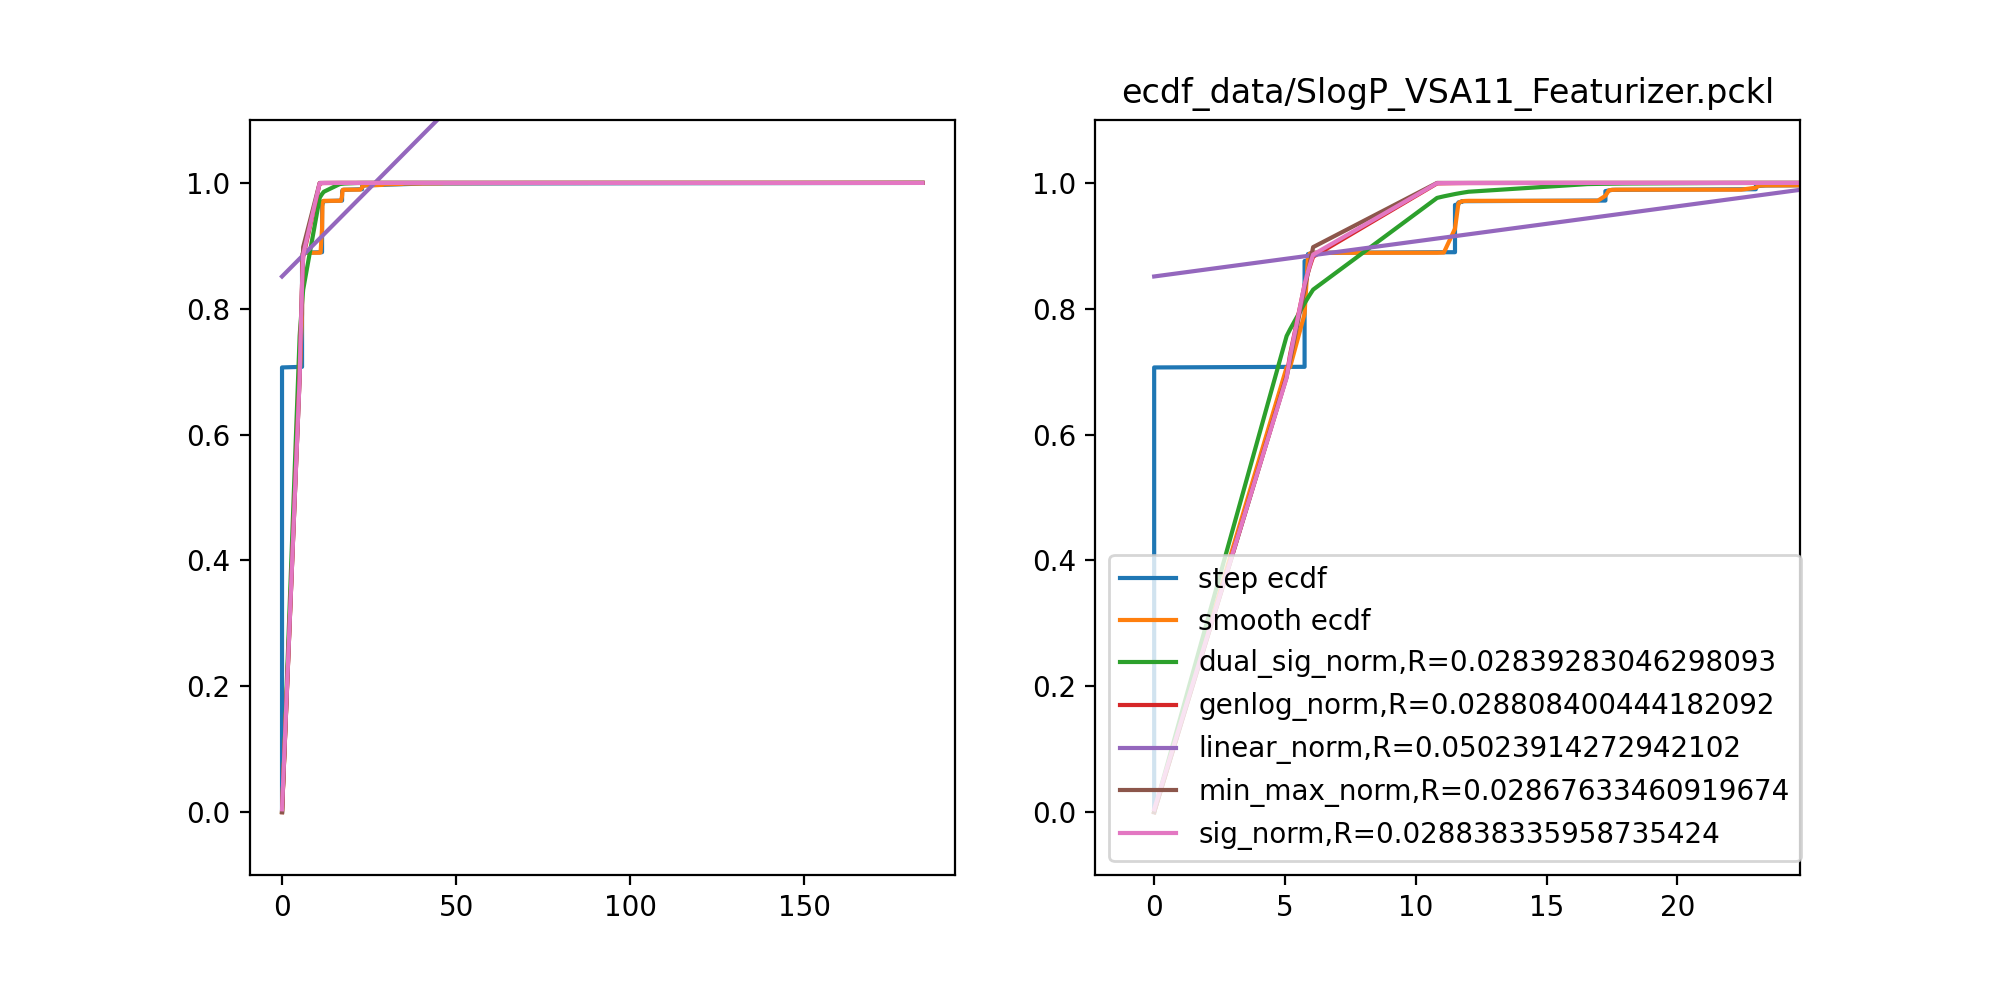 ecdf_data/SlogP_VSA11_Featurizer.pckl
1.0
0.8
0.6
0.4
0.2
0.0
0 50 100 150
1.0
0.8
0.6
0.4
0.2
0.0
step ecdf
smooth ecdf
dual_sig_norm,R=0.02839283046298093
genlog_norm,R=0.028808400444182092
linear_norm,R=0.05023914272942102
min_max_norm,R=0.02867633460919674
sig_norm,R=0.028838335958735424
0 5 10 15 20